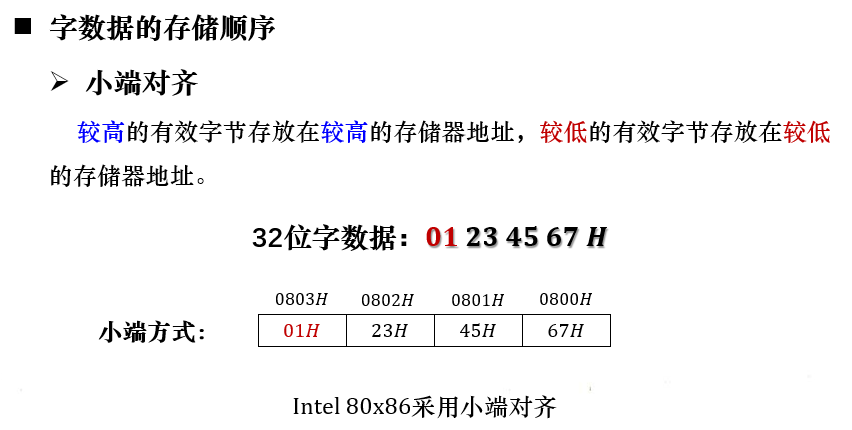 ■ 字数据的存储顺序
➢ 小端对齐
较高的有效字节存放在较高的存储器地址，较低的有效字节存放在较低
的存储器地址。
32位字数据：01 23 45 67 H
0803H 0802H 0801H 0800H
小端方式： 01H 23H 45H 67H
Intel 80x86采用小端对齐